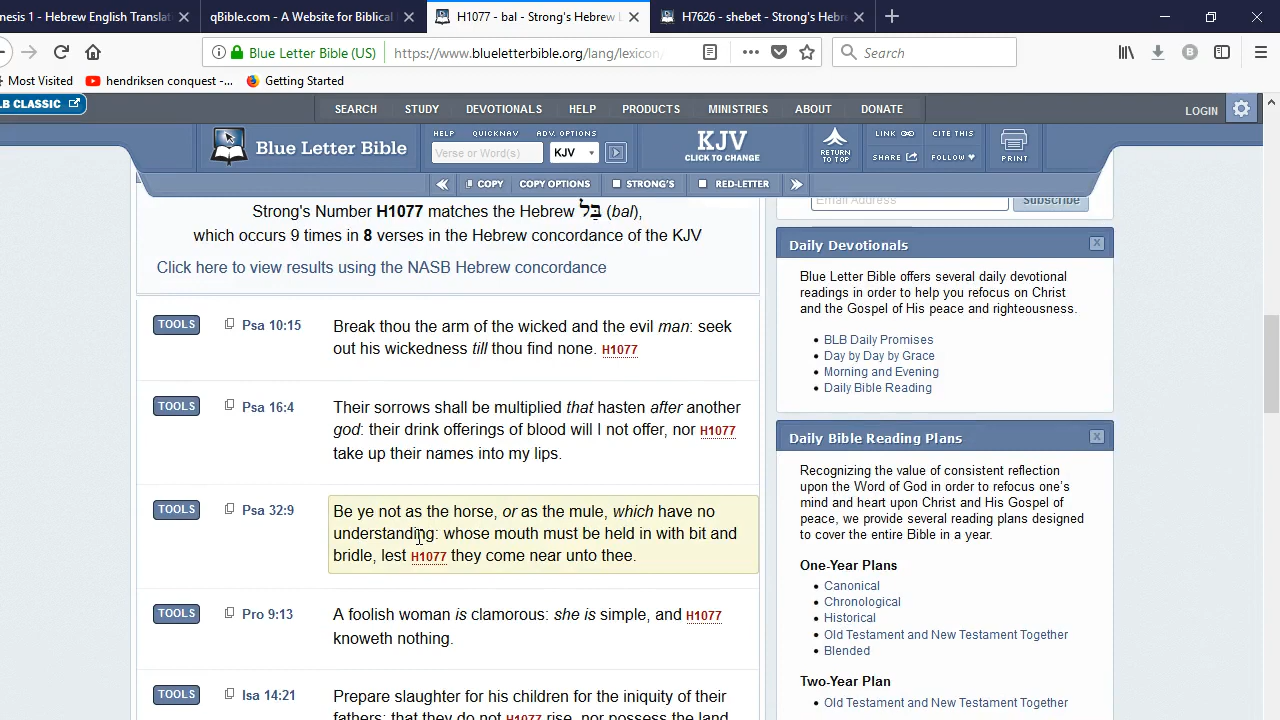 nesis 1 - Hebrew English Translati
qBible.com - A Website for Biblical
H1077 - bal - Strong's Hebrew L
H7626 - shebet - Strong's Hebre
Blue Letter Bible (US)
https://www.blueletterbible.org/lang/lexicon
Search
Most Visited
hendriksen conquest -...
Getting Started
LB CLASSIC
SEARCH
STUDY
DEVOTIONALS
HELP
PRODUCTS
MINISTRIES
ABOUT
DONATE
LOGIN
Blue Letter Bible
HELP
QUICKNAV
ADV. OPTIONS
Verse or Word(s)
KJV
KJV
CLICK TO CHANGE
RETURN
TO TOP
LINK
CITE THIS
SHARE
FOLLOW
PRINT
COPY
COPY OPTIONS
STRONG'S
RED-LETTER
Strong's Number H1077 matches the Hebrew בַּל (bal),
which occurs 9 times in 8 verses in the Hebrew concordance of the KJV
Click here to view results using the NASB Hebrew concordance
TOOLS
Psa 10:15
Break thou the arm of the wicked and the evil man: seek
out his wickedness till thou find none. H1077
TOOLS
Psa 16:4
Their sorrows shall be multiplied that hasten after another
god: their drink offerings of blood will I not offer, nor H1077
take up their names into my lips.
TOOLS
Psa 32:9
Be ye not as the horse, or as the mule, which have no
understanding: whose mouth must be held in with bit and
bridle, lest H1077 they come near unto thee.
TOOLS
Pro 9:13
A foolish woman is clamorous: she is simple, and H1077
knoweth nothing.
TOOLS
Isa 14:21
Prepare slaughter for his children for the iniquity of their
fathers; that they do not H1077 rise, nor possess the land,
Email Address
Subscribe
Daily Devotionals
Blue Letter Bible offers several daily devotional
readings in order to help you refocus on Christ
and the Gospel of His peace and righteousness.
BLB Daily Promises
Day by Day by Grace
Morning and Evening
Daily Bible Reading
Daily Bible Reading Plans
Recognizing the value of consistent reflection
upon the Word of God in order to refocus one's
mind and heart upon Christ and His Gospel of
peace, we provide several reading plans designed
to cover the entire Bible in a year.
One-Year Plans
Canonical
Chronological
Historical
Old Testament and New Testament Together
Blended
Two-Year Plan
Old Testament and New Testament Together